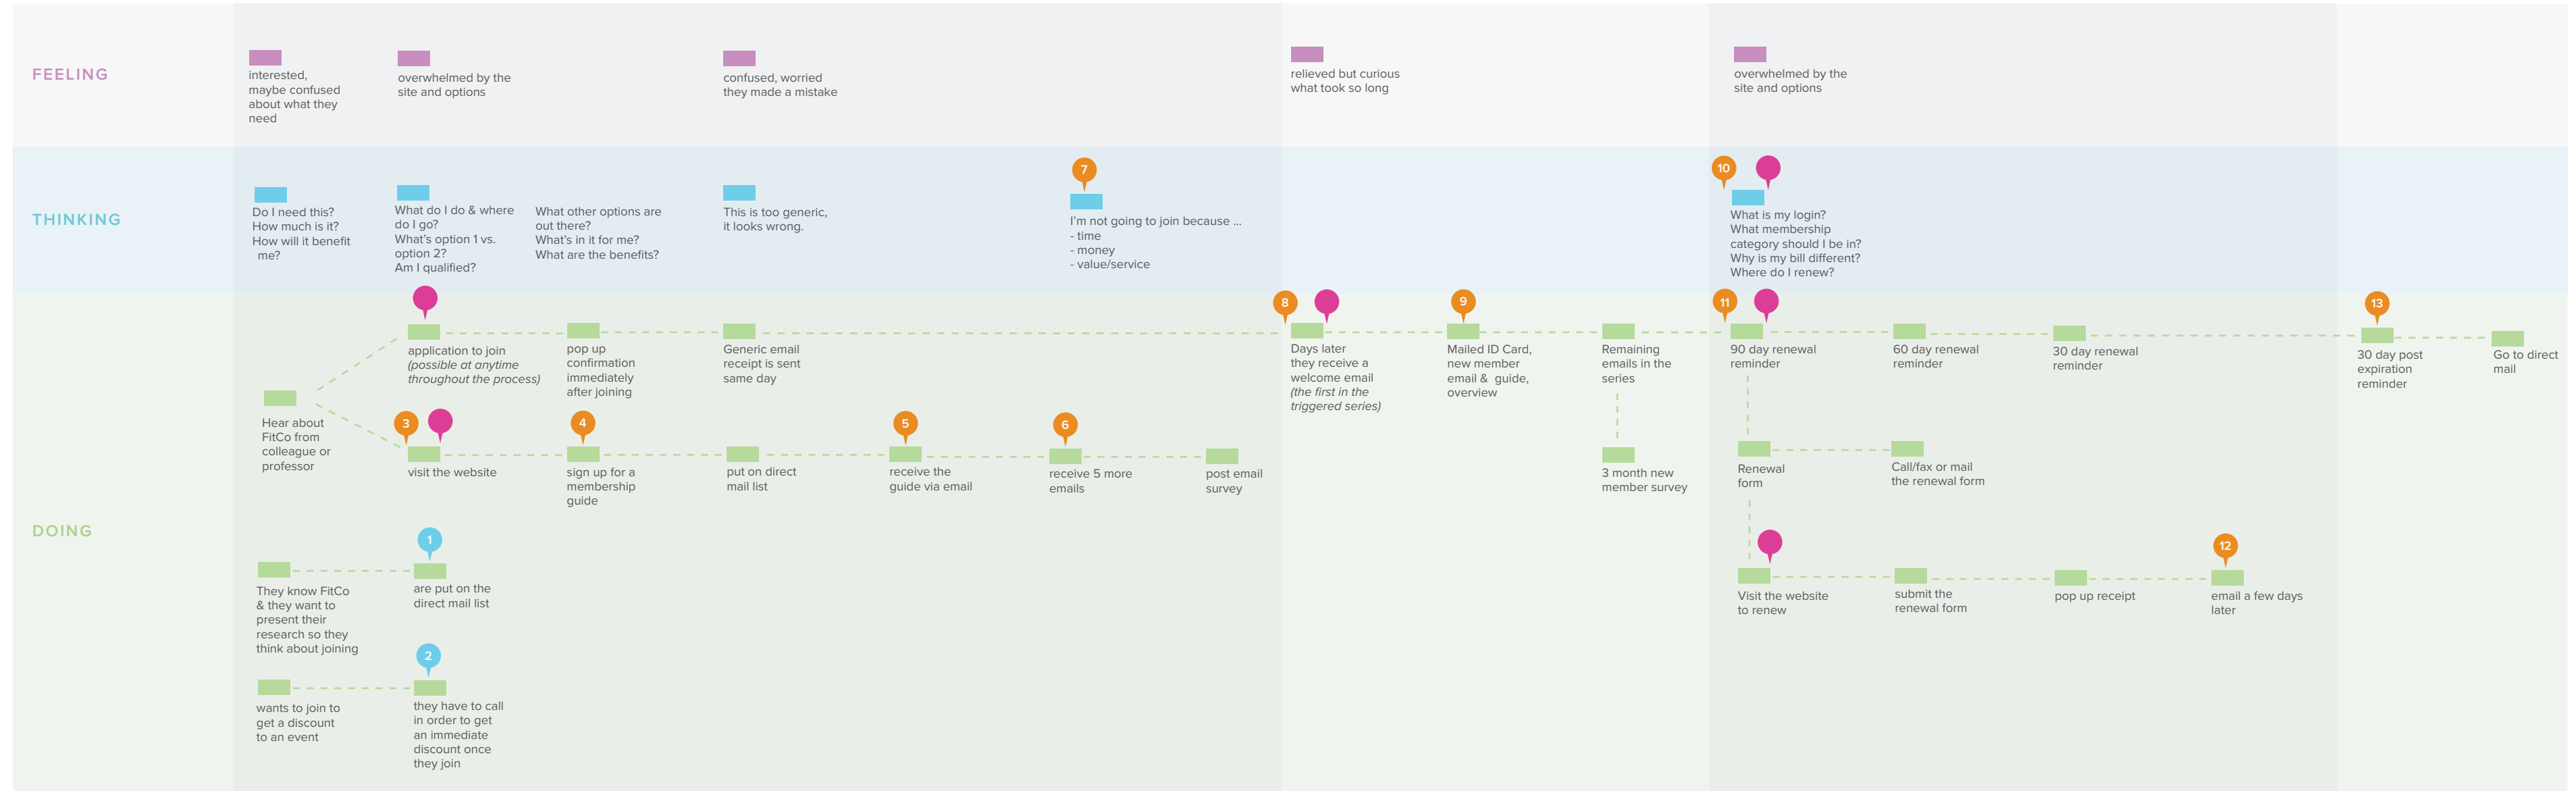 FEELING
interested,
maybe confused
about what they
need
overwhelmed by the
site and options
confused, worried
they made a mistake
relieved but curious
what took so long
overwhelmed by the
site and options
THINKING
Do I need this?
How much is it?
How will it benefit
me?
What do I do & where
do I go?
What's option 1 vs.
option 2?
Am I qualified?
What other options are
out there?
What's in it for me?
What are the benefits?
This is too generic,
it looks wrong.
7
I'm not going to join because ...
- time
- money
- value/service
10
What is my login?
What membership
category should I be in?
Why is my bill different?
Where do I renew?
DOING
Hear about
FitCo from
colleague or
professor
application to join
(possible at anytime
throughout the process)
pop up
confirmation
immediately
after joining
Generic email
receipt is sent
same day
8
Days later
they receive a
welcome email
(the first in the
triggered series)
9
Mailed ID Card,
new member
email & guide,
overview
Remaining
emails in the
series
11
90 day renewal
reminder
60 day renewal
reminder
30 day renewal
reminder
13
30 day post
expiration
reminder
Go to direct
mail
3
visit the website
4
sign up for a
membership
guide
put on direct
mail list
5
receive the
guide via email
6
receive 5 more
emails
post email
survey
3 month new
member survey
Renewal
form
Call/fax or mail
the renewal form
They know FitCo
& they want to
present their
research so they
think about joining
1
are put on the
direct mail list
Visit the website
to renew
submit the
renewal form
pop up receipt
12
email a few days
later
wants to join to
get a discount
to an event
2
they have to call
in order to get
an immediate
discount once
they join